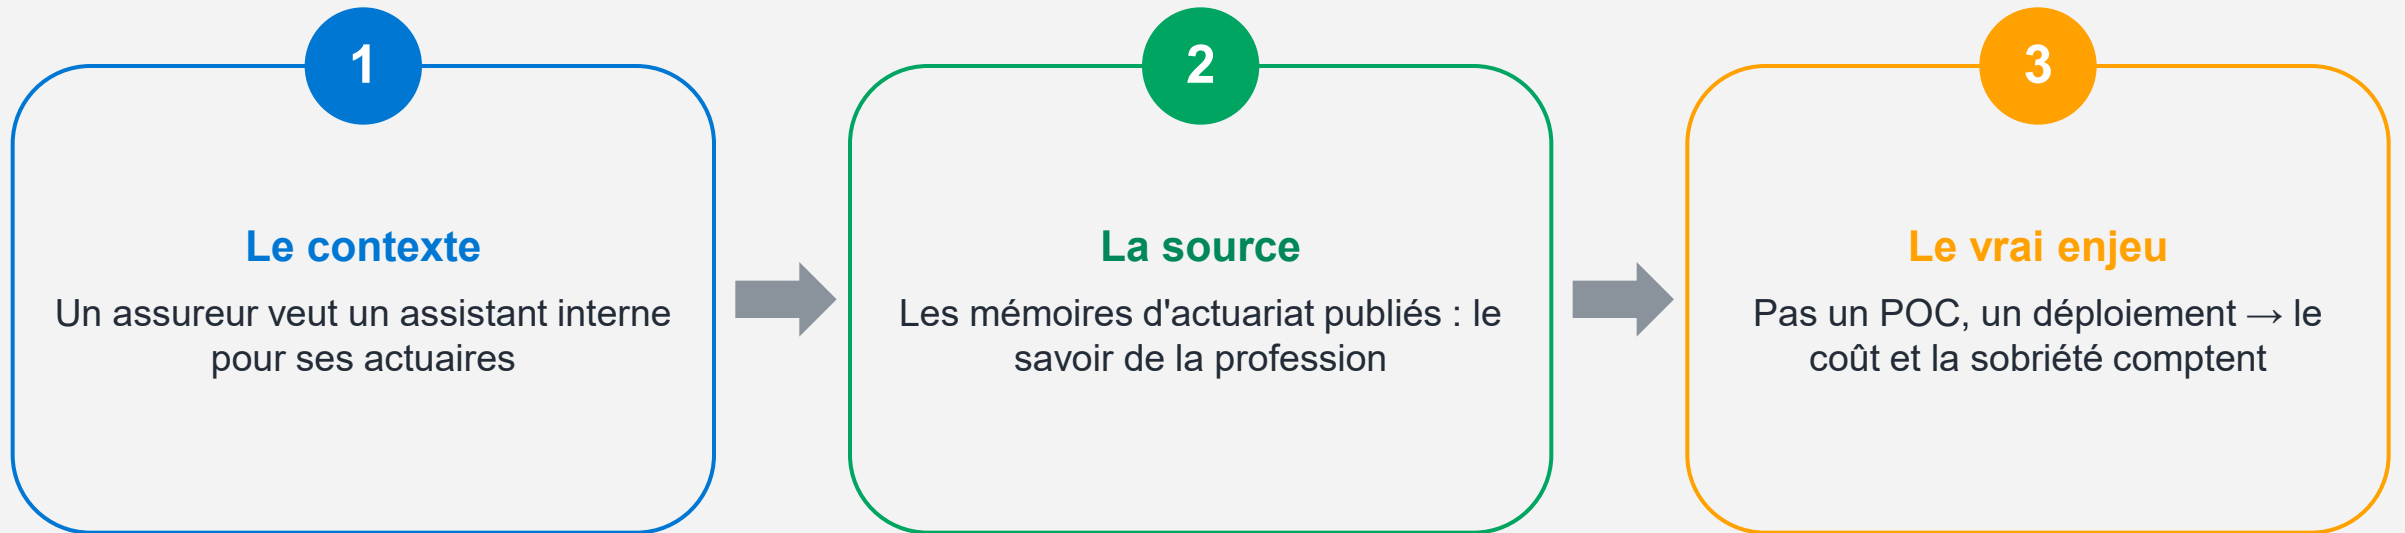 1
Le contexte
Un assureur veut un assistant interne
pour ses actuaires
2
La source
Les mémoires d'actuariat publiés : le
savoir de la profession
3
Le vrai enjeu
Pas un POC, un déploiement → le
coût et la sobriété comptent